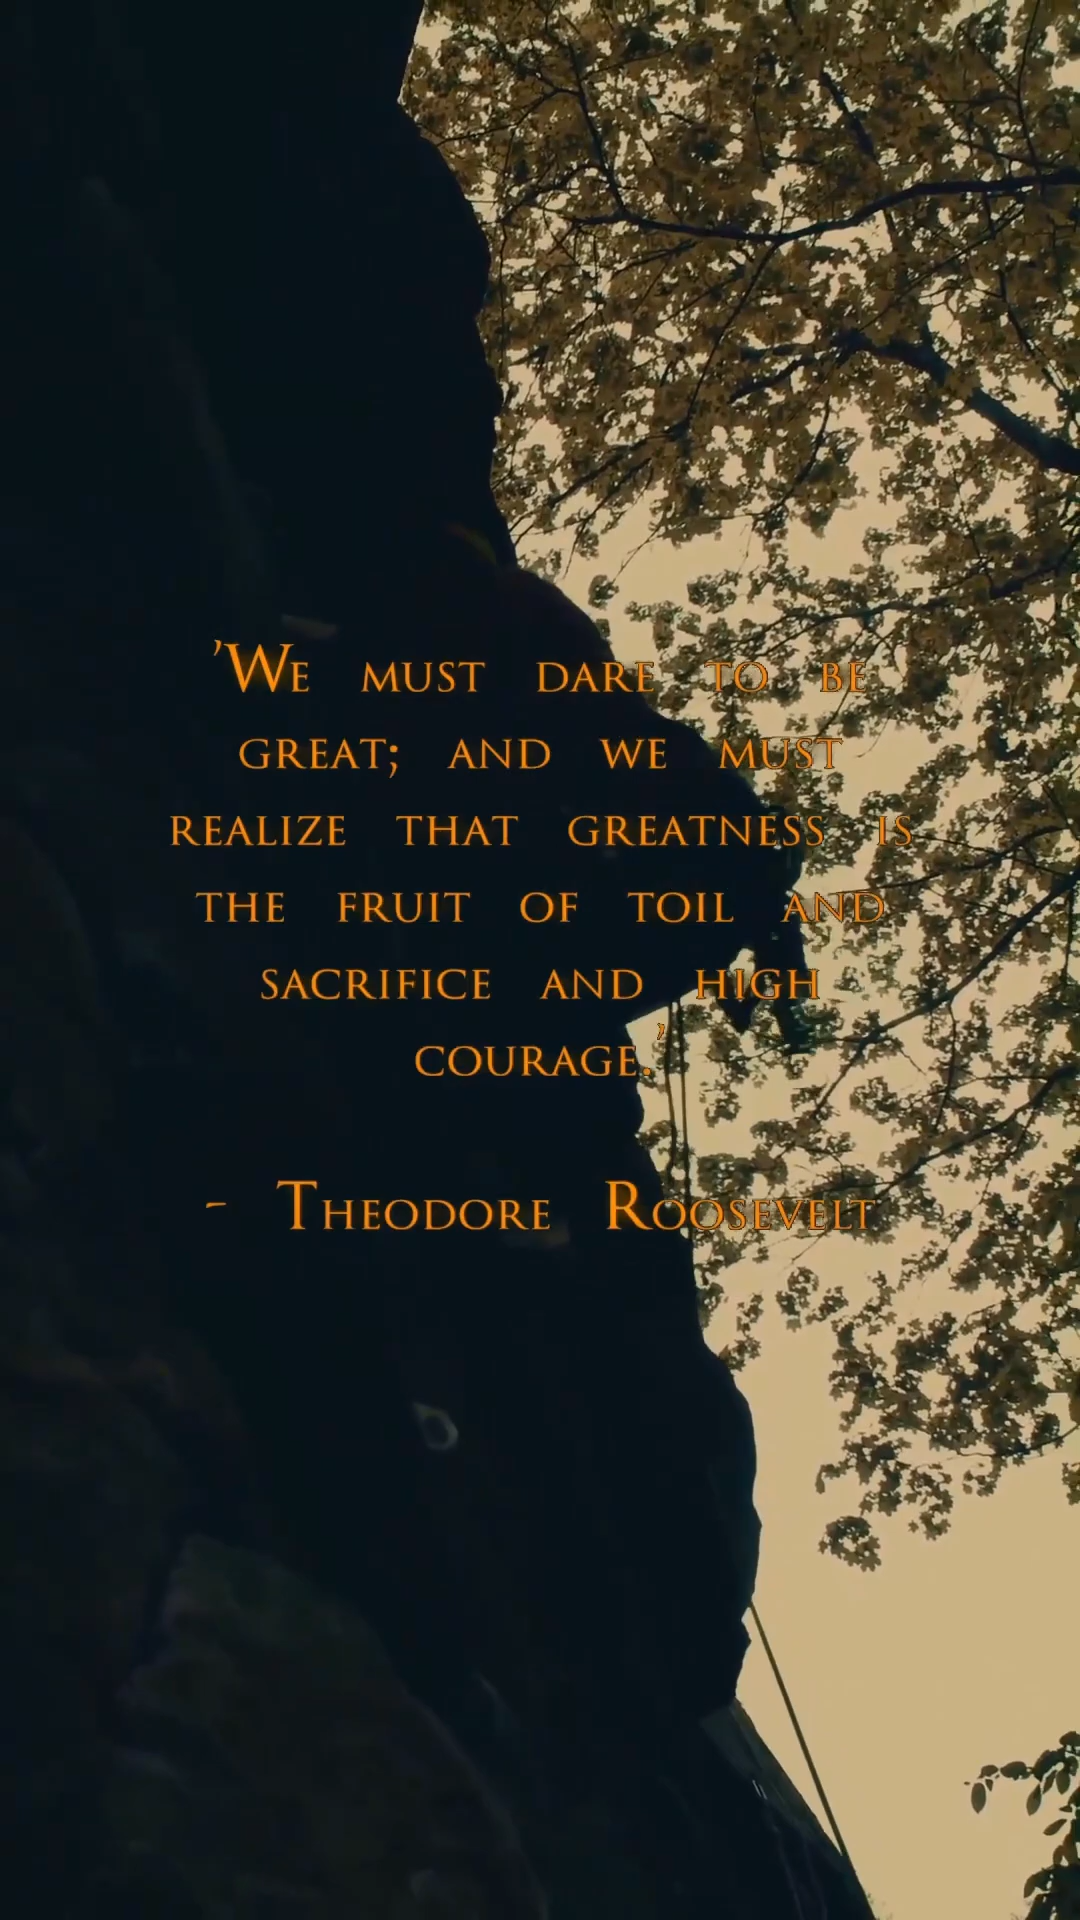 'We must dare to be
great; and we must
realize that greatness is
the fruit of toil and
sacrifice and high
courage.'
- Theodore Roosevelt